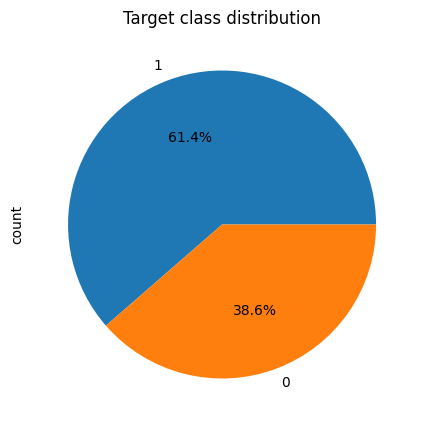 Target class distribution
1
61.4%
count
38.6%
0